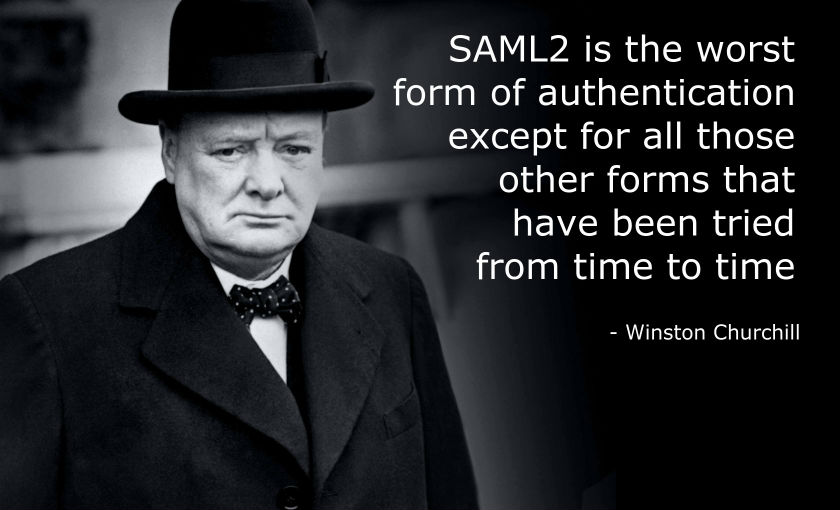 SAML2 is the worst
form of authentication
except for all those
other forms that
have been tried
from time to time
- Winston Churchill